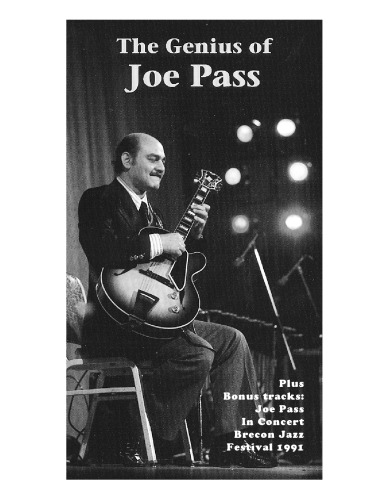 The Genius of
Joe Pass
Plus
Bonus tracks:
Joe Pass
In Concert
Brecon Jazz
Festival 1991